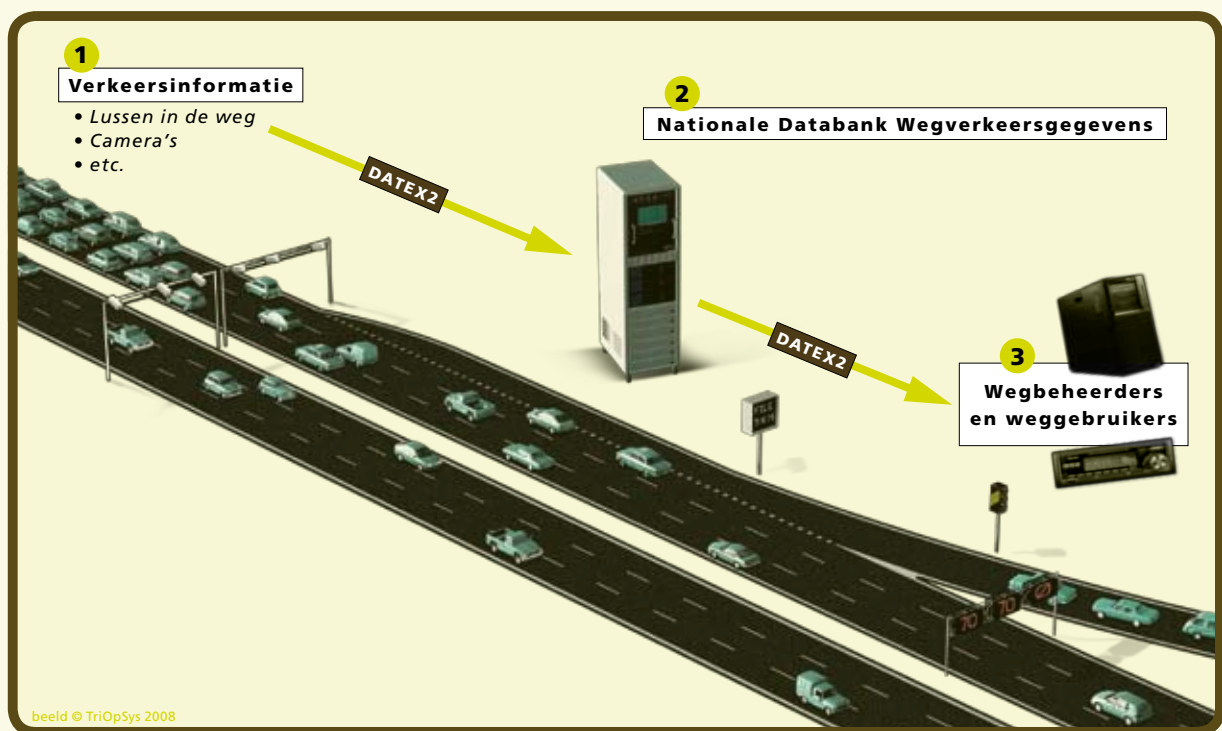 1
Verkeersinformatie
• Lussen in de weg
• Camera's
• etc.
DATEX2
2
Nationale Databank Wegverkeersgegevens
DATEX2
3
Wegbeheerders
en weggebruikers
70
70
beeld © TriOpSys 2008